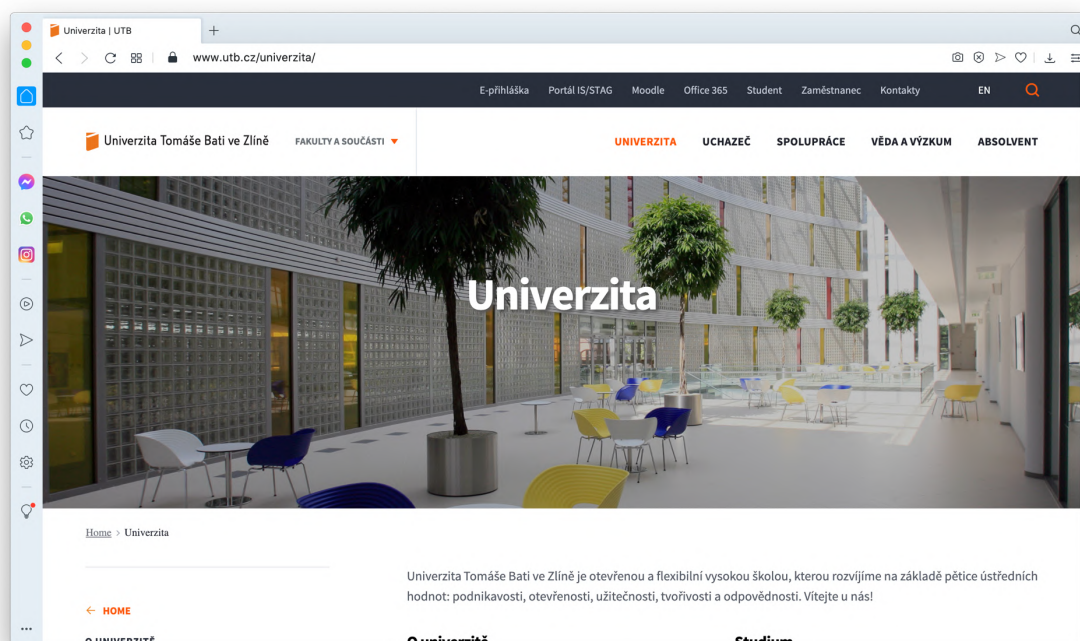 Univerzita | UTB
www.utb.cz/univerzita/
E-přihláška Portál IS/STAG Moodle Office 365 Student Zaměstnanec Kontakty EN
Univerzita Tomáše Bati ve Zlíně FAKULTY A SOUČÁSTI UNIVERZITA UCHAZEČ SPOLUPRÁCE VĚDA A VÝZKUM ABSOLVENT
Univerzita
Home > Univerzita
Univerzita Tomáše Bati ve Zlíně je otevřenou a flexibilní vysokou školou, kterou rozvíjíme na základě pětice ústředních
hodnot: podnikavosti, otevřenosti, užitečnosti, tvořivosti a odpovědnosti. Vítejte u nás!
← HOME
O UNIVERZITĚ
O univerzitě Studium